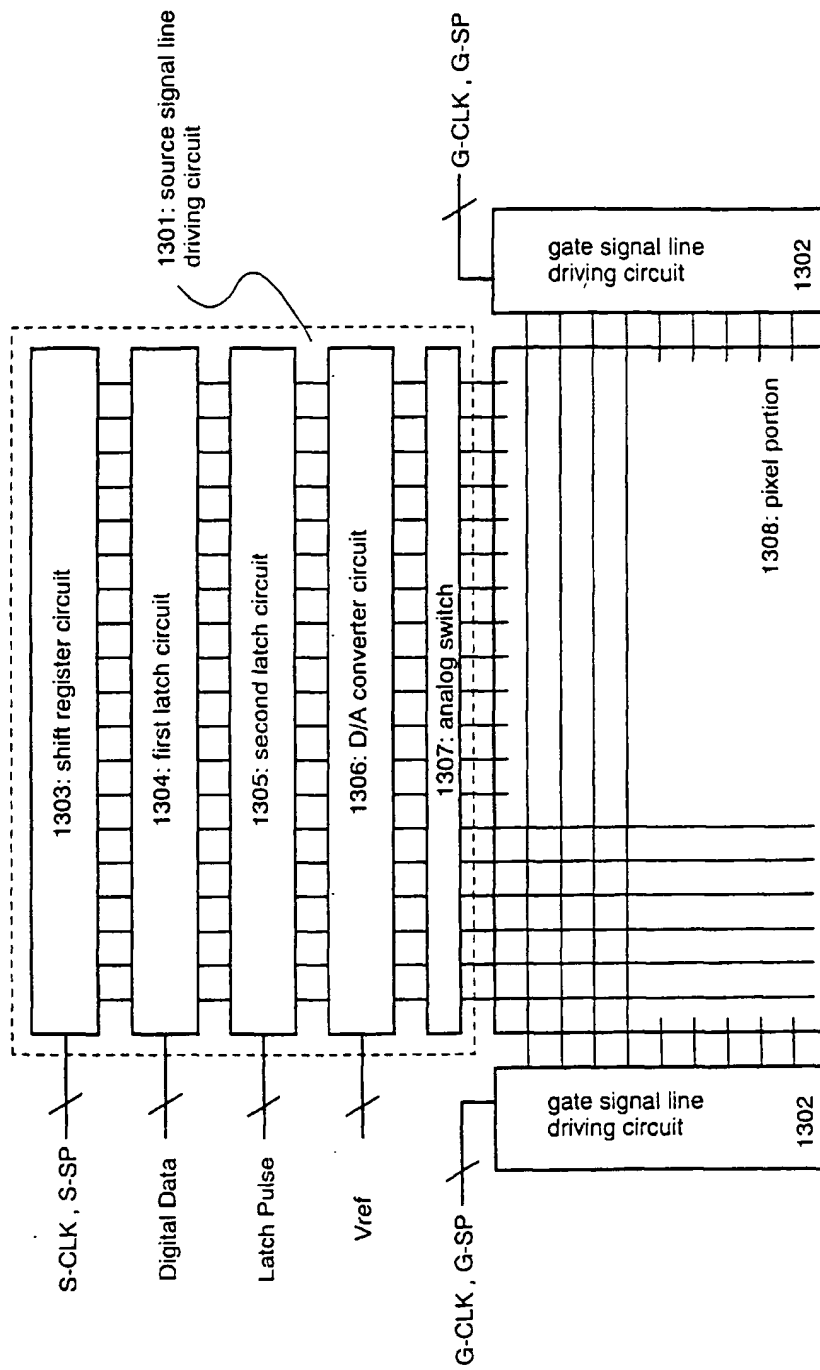 1301: source signal line
driving circuit
S-CLK , S-SP
1303: shift register circuit
Digital Data
1304: first latch circuit
Latch Pulse
1305: second latch circuit
Vref
1306: D/A converter circuit
1307: analog switch
G-CLK , G-SP
G-CLK , G-SP
gate signal line
driving circuit
1302
gate signal line
driving circuit
1302
1308: pixel portion